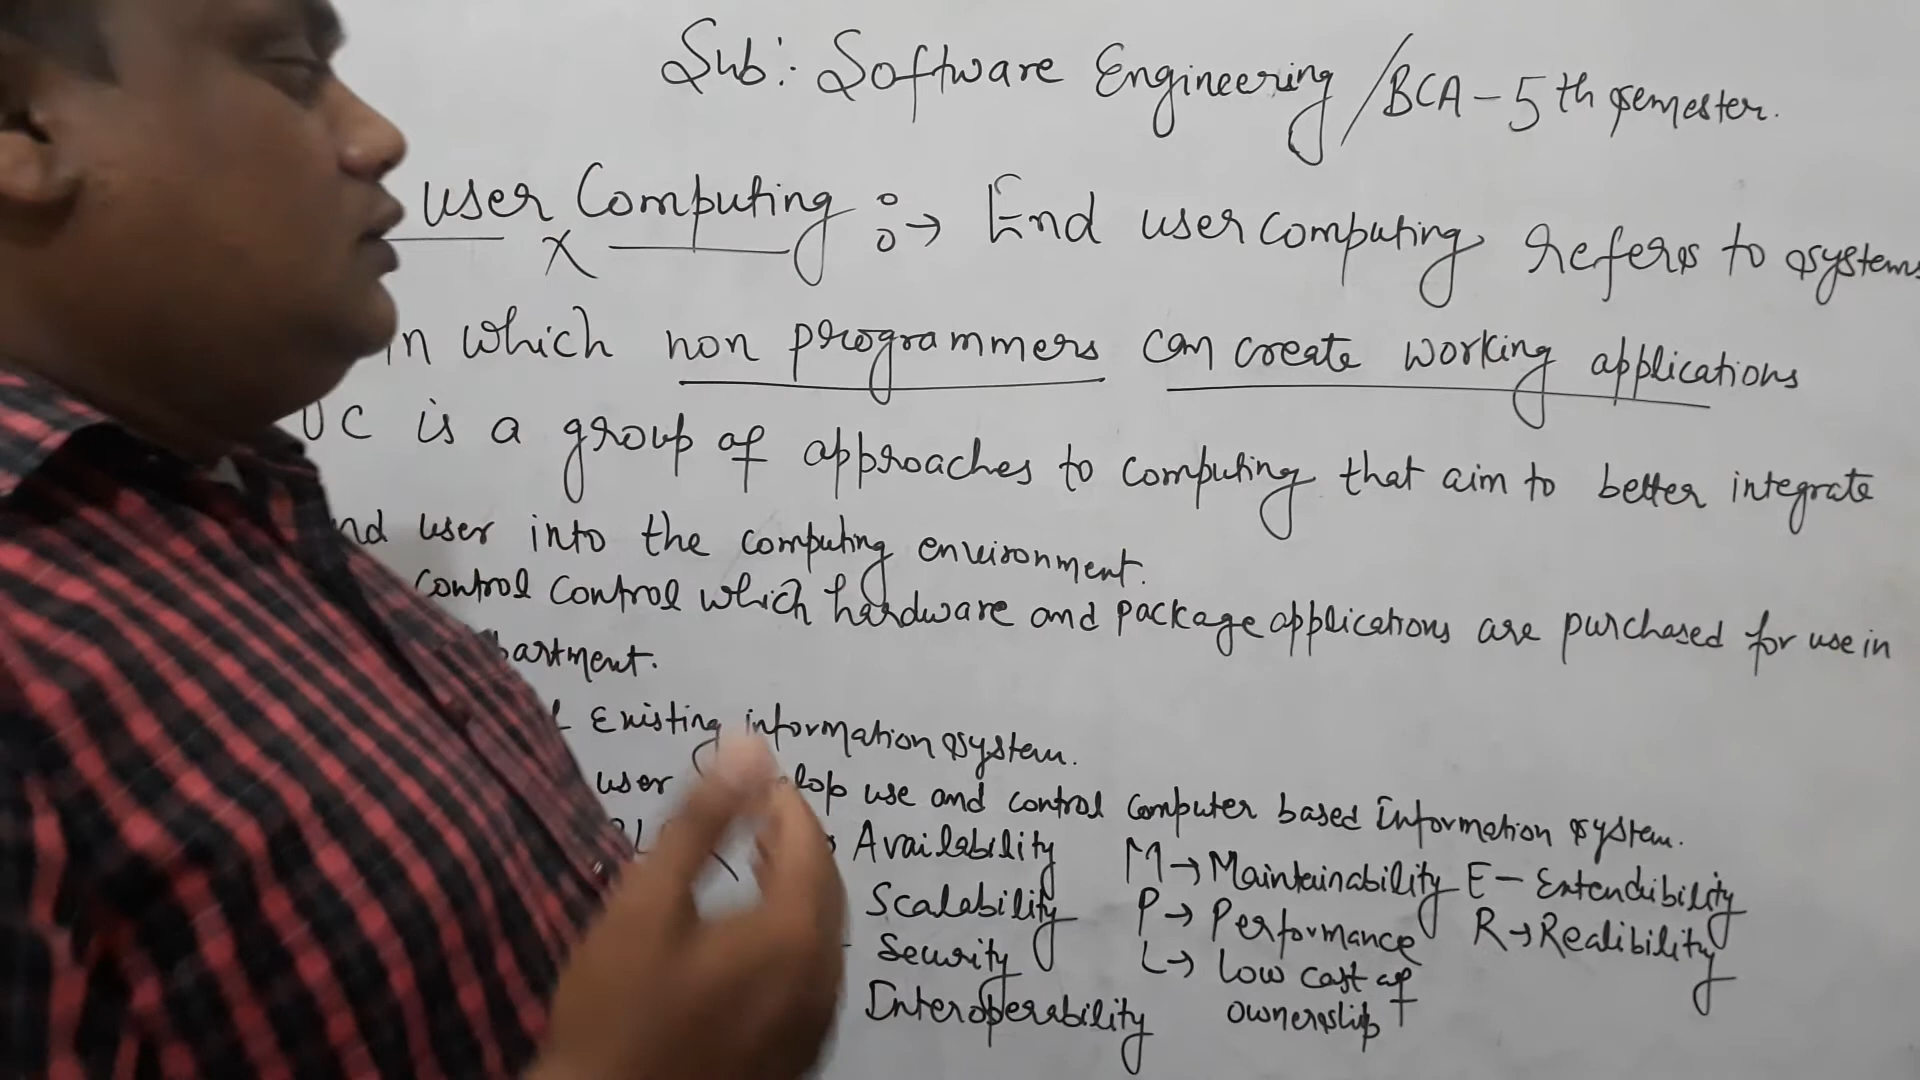 Sub:- Software Engineering /BCA-5th semester.
user Computing :→ End user computing refers to systems
in which non programmers can create working applications
UC is a group of approaches to computing that aim to better integrate
nd user into the computing environment.
control control which hardware and package applications are purchased for use in
partment.
Existing information system.
user lop use and control computer based Information system.
Availability M→Maintainability E-Extendibility
Scalability P→Performance R→Realibility
Security L→Low cost of
Interoperability ownership